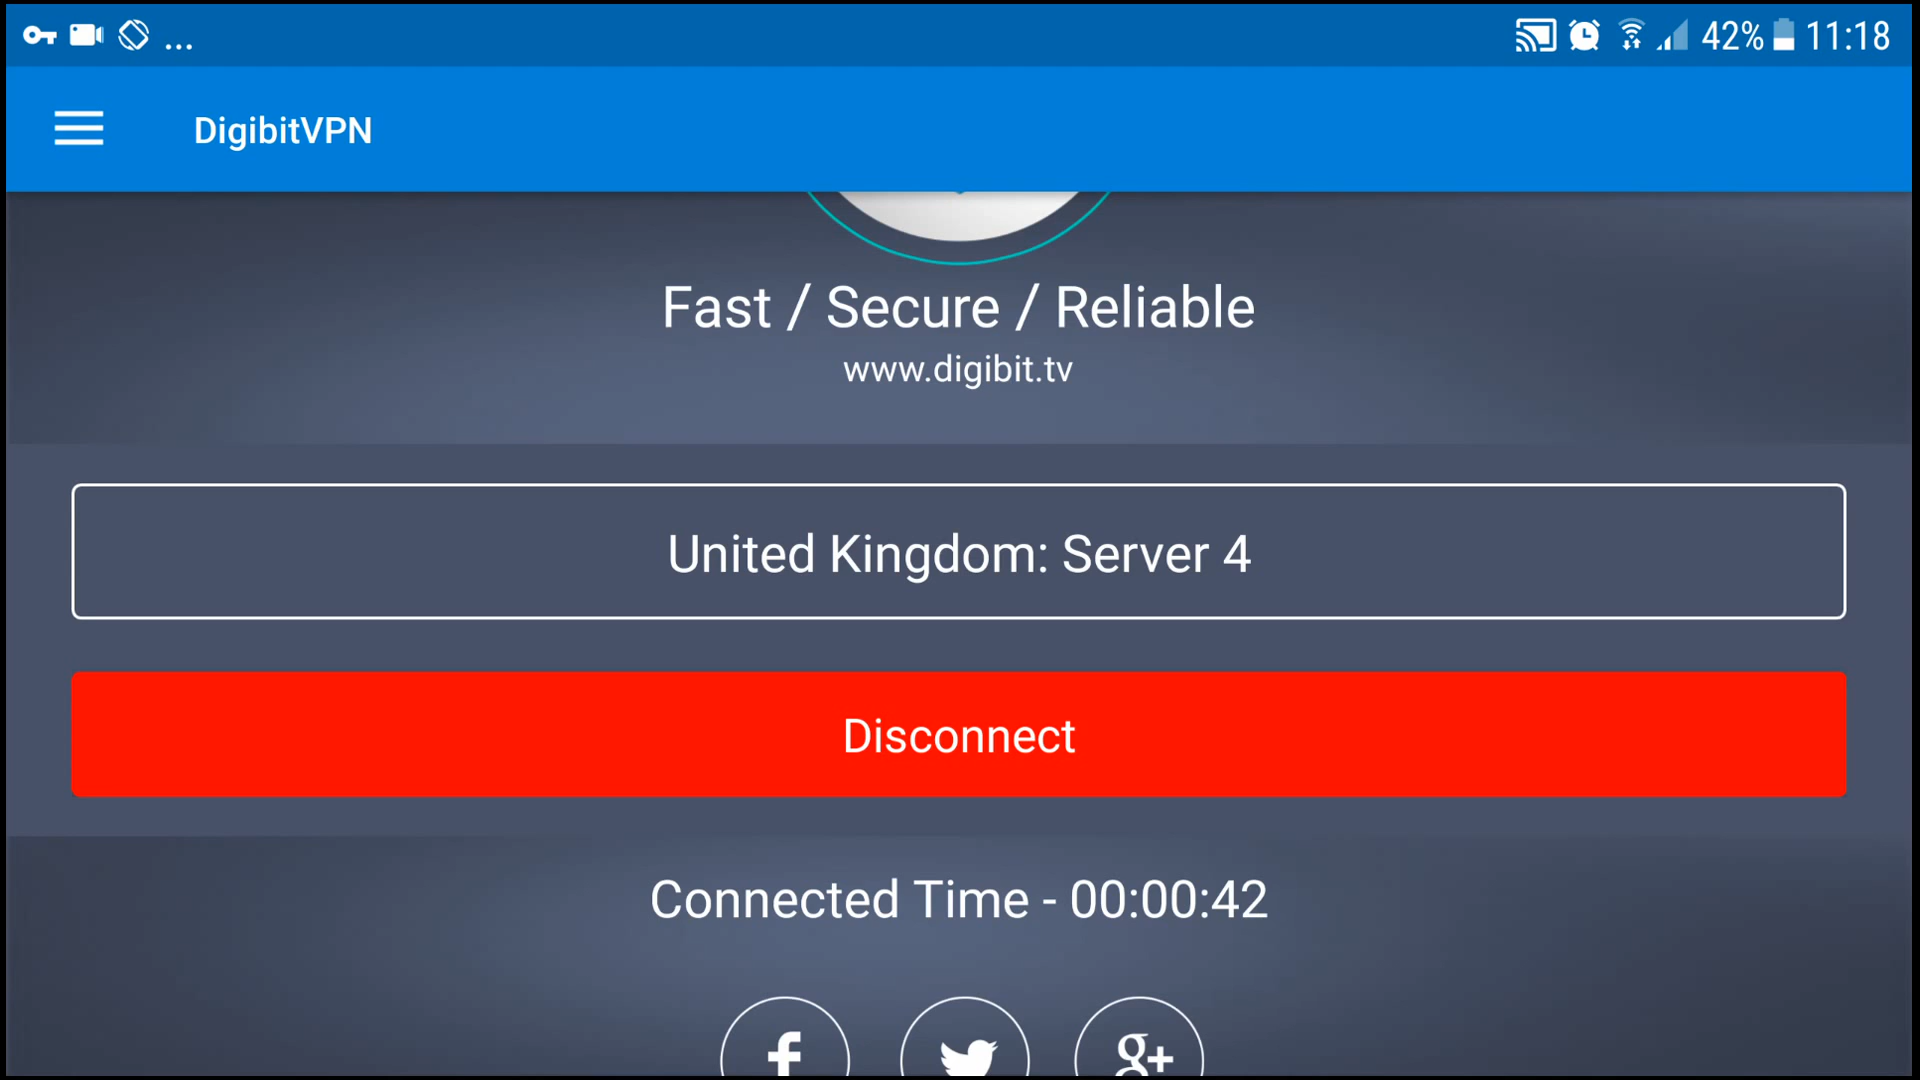 ... 42% 11:18
DigibitVPN
Fast / Secure / Reliable
www.digibit.tv
United Kingdom: Server 4
Disconnect
Connected Time - 00:00:42
f g+